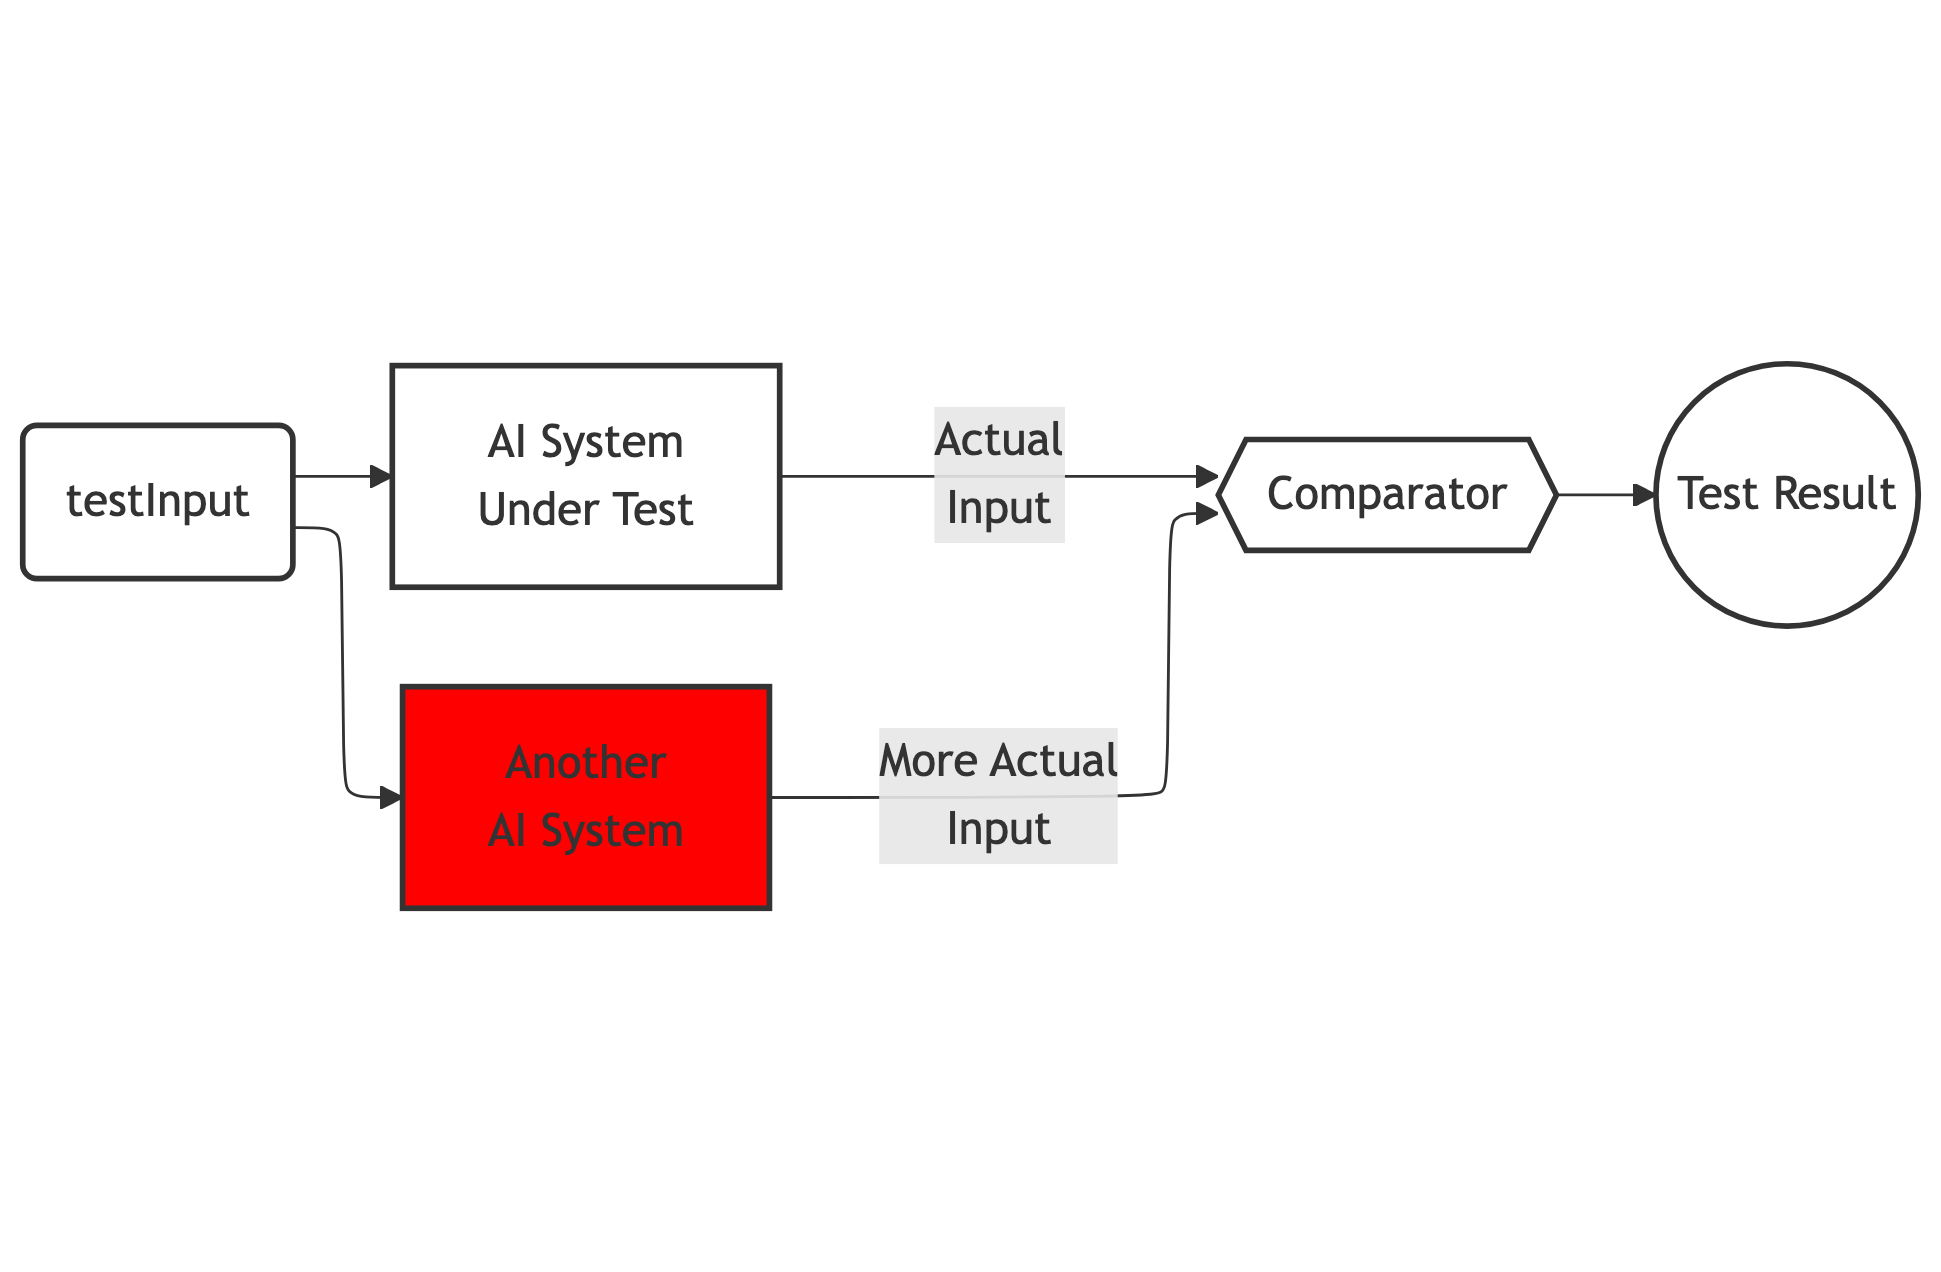 testInput
AI System
Under Test
Actual
Input
Comparator
Test Result
Another
AI System
More Actual
Input